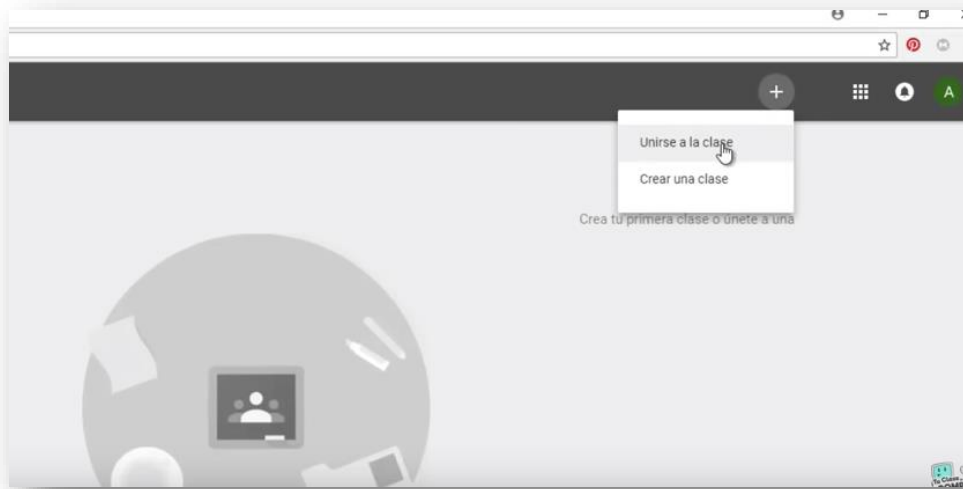 +
A
Unirse a la clase
Crear una clase
Crea tu primera clase o únete a una